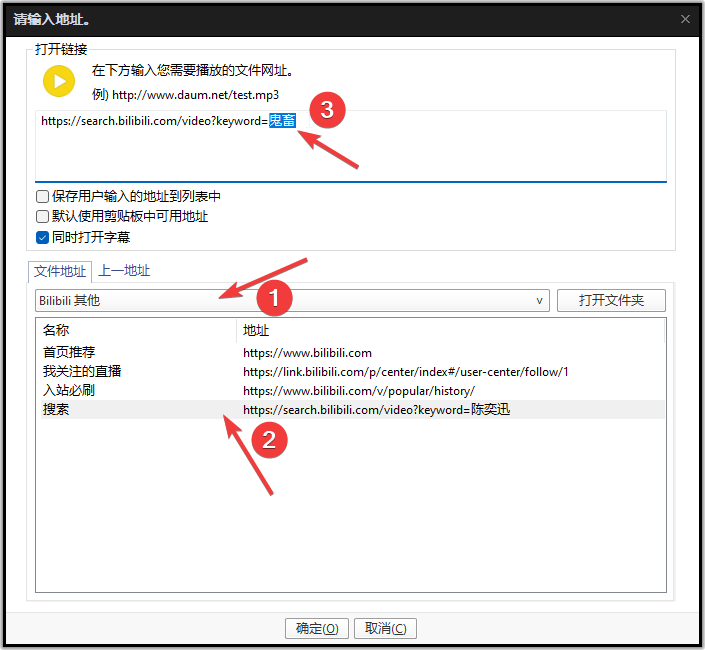 请输入地址。
打开链接
在下方输入您需要播放的文件网址。
例) http://www.daum.net/test.mp3
https://search.bilibili.com/video?keyword=鬼畜
3
保存用户输入的地址到列表中
默认使用剪贴板中可用地址
同时打开字幕
文件地址 上一地址
Bilibili 其他 打开文件夹
1
名称 地址
首页推荐 https://www.bilibili.com
我关注的直播 https://link.bilibili.com/p/center/index#/user-center/follow/1
入站必刷 https://www.bilibili.com/v/popular/history/
搜索 https://search.bilibili.com/video?keyword=陈奕迅
2
确定(O) 取消(C)